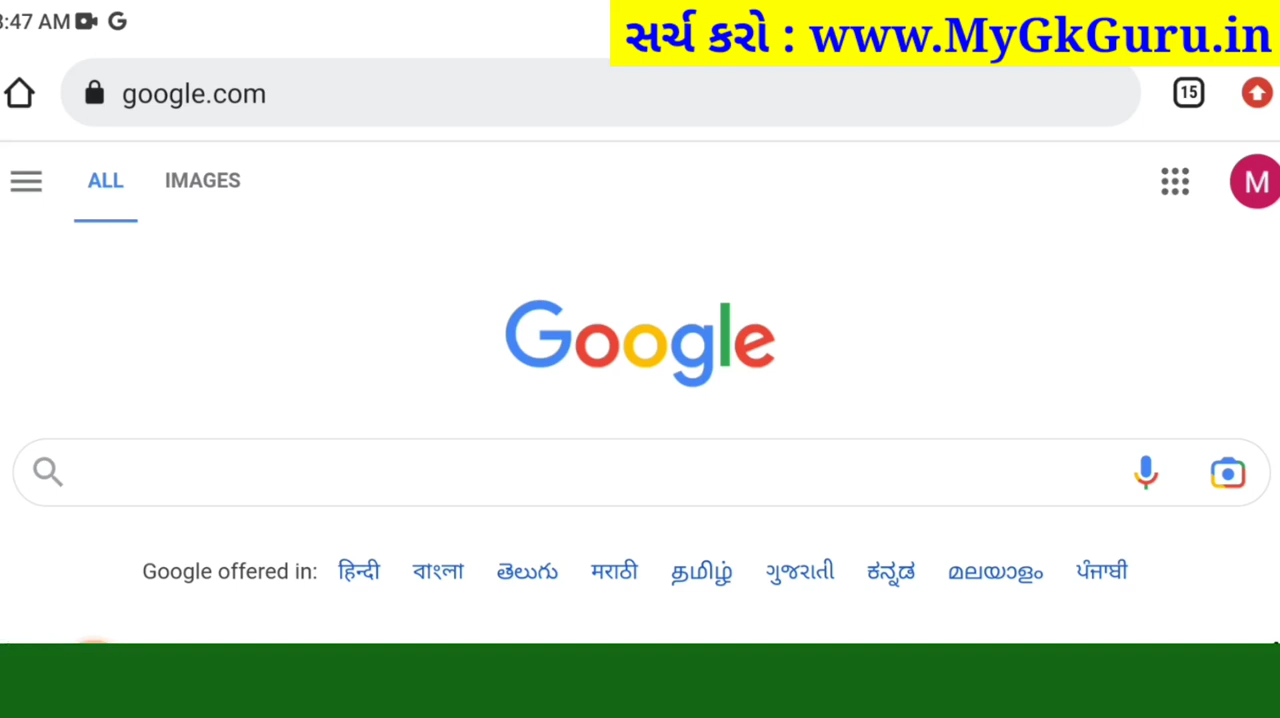 :47 AM
સર્ચ કરો : www.MyGkGuru.in
google.com
15
ALL IMAGES
M
Google
Google offered in: हिन्दी বাংলা తెలుగు मराठी தமிழ் ગુજરાતી ಕನ್ನಡ മലയാളം ਪੰਜਾਬੀ